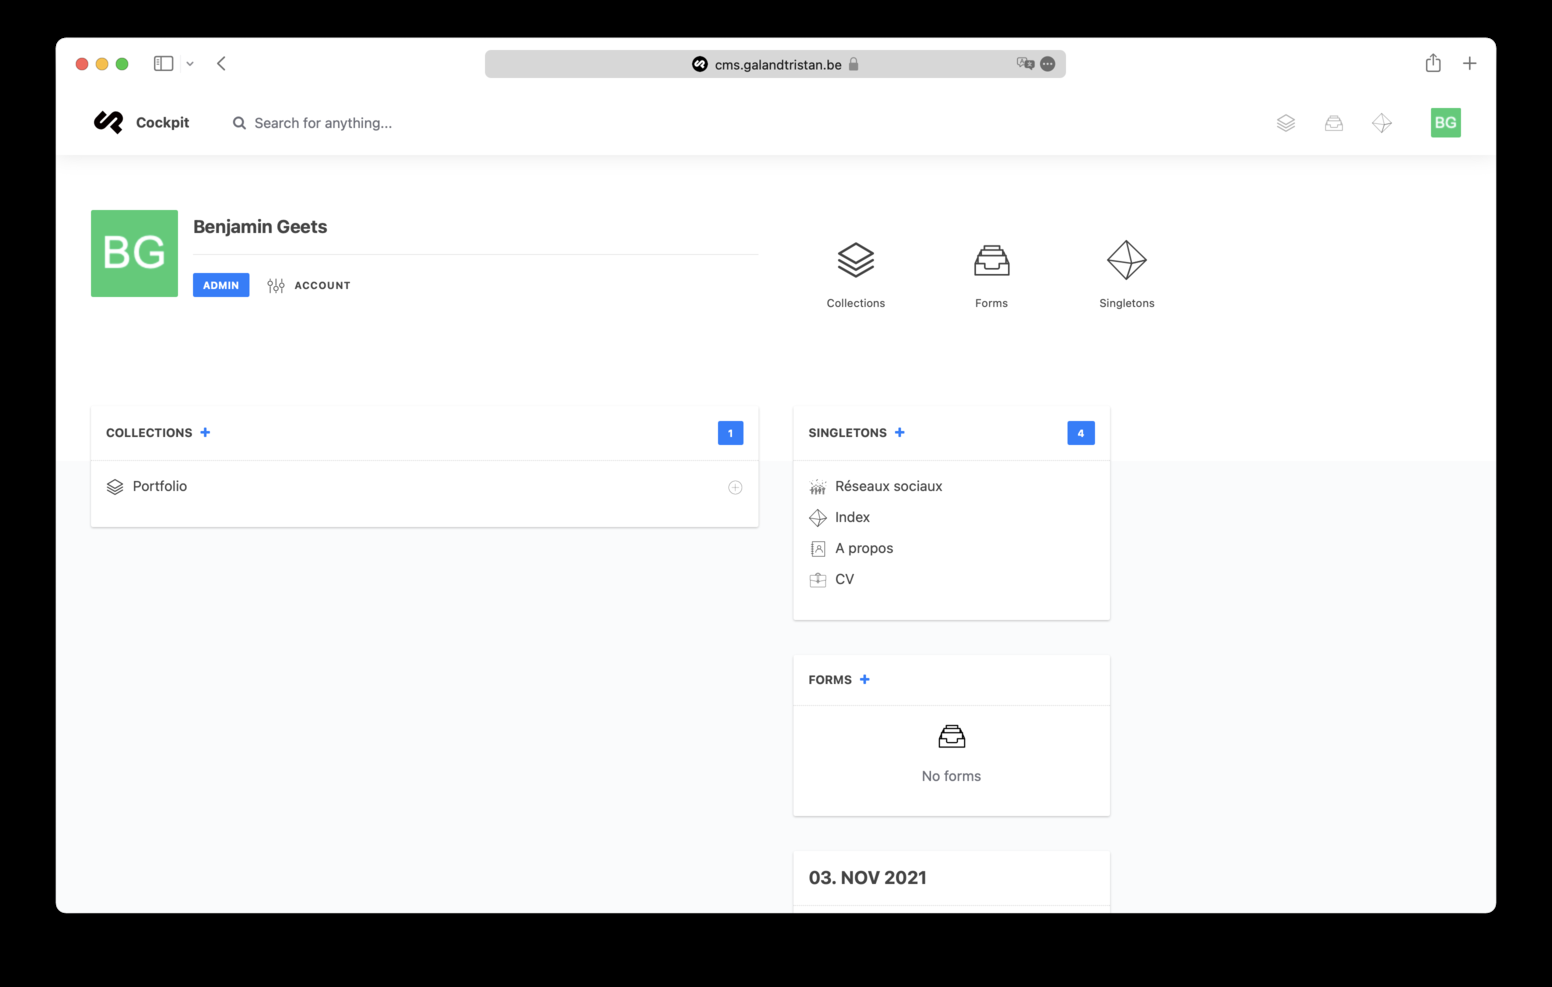 cms.galandtristan.be
Cockpit
Search for anything...
BG
BG
Benjamin Geets
ADMIN
ACCOUNT
Collections
Forms
Singletons
COLLECTIONS +
1
Portfolio
SINGLETONS +
4
Réseaux sociaux
Index
A propos
CV
FORMS +
No forms
03. NOV 2021